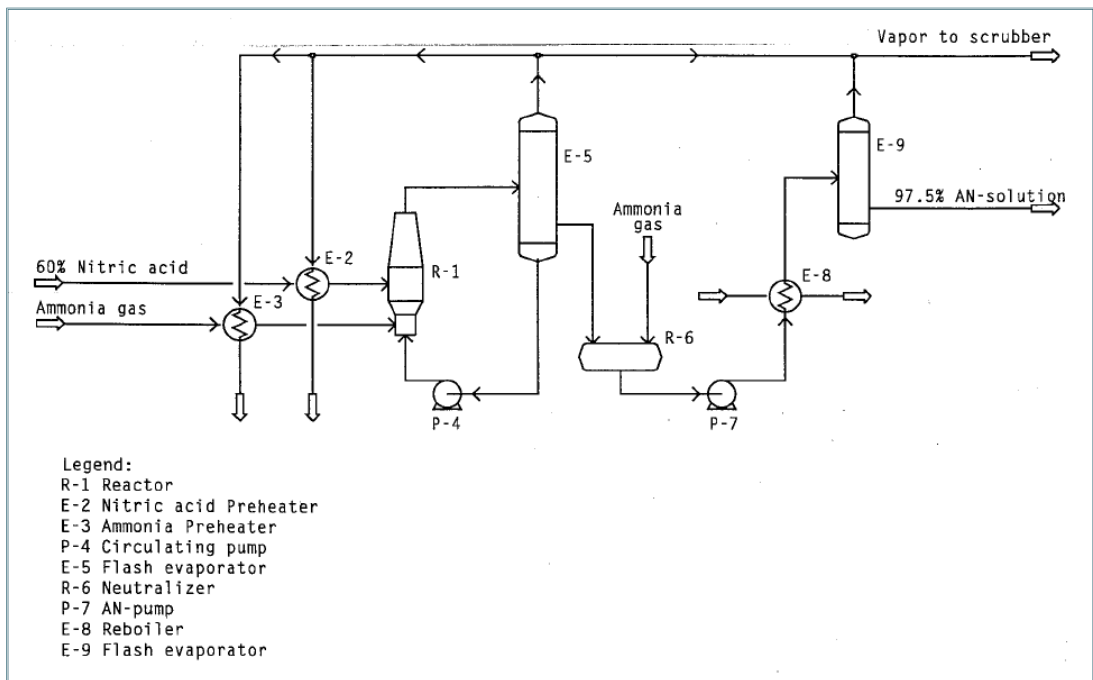 Vapor to scrubber
E-5
E-9
97.5% AN-solution
Ammonia
gas
60% Nitric acid
E-2
R-1
E-8
Ammonia gas
E-3
R-6
P-4
P-7
Legend:
R-1 Reactor
E-2 Nitric acid Preheater
E-3 Ammonia Preheater
P-4 Circulating pump
E-5 Flash evaporator
R-6 Neutralizer
P-7 AN-pump
E-8 Reboiler
E-9 Flash evaporator